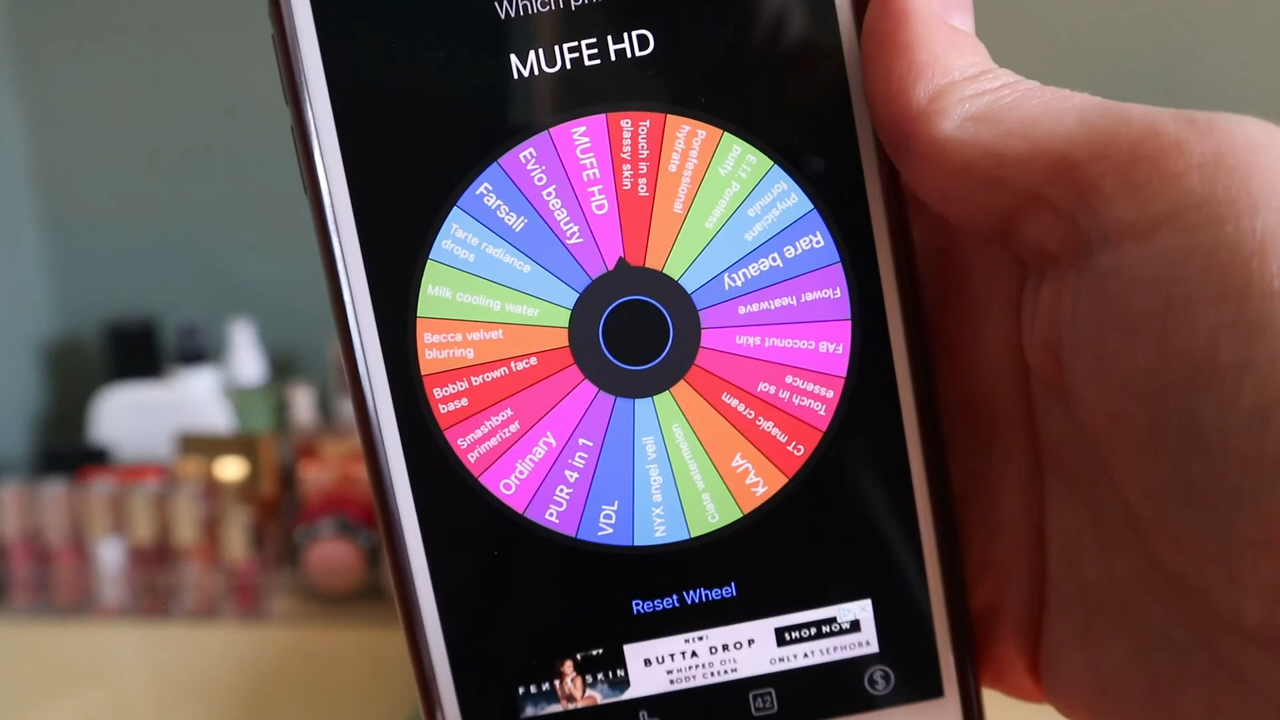 Which
MUFE HD
Touch in sol
glassy skin
Porefessional
hydrate
E.l.f. Poreless
putty
Physicians
formula
Rare beauty
Flower heatwave
FAB coconut skin
Touch in sol
essence
CT magic cream
KAJA
Ciate watermelon
NYX angel veil
VDL
PUR 4 in 1
Ordinary
Smashbox
primerizer
Bobbi brown face
base
Becca velvet
blurring
Milk cooling water
Tarte radiance
drops
Farsali
Evio beauty
MUFE HD
Reset Wheel
NEW!
BUTTA DROP
WHIPPED OIL
BODY CREAM
SHOP NOW
ONLY AT SEPHORA
FENTY SKIN
42
$